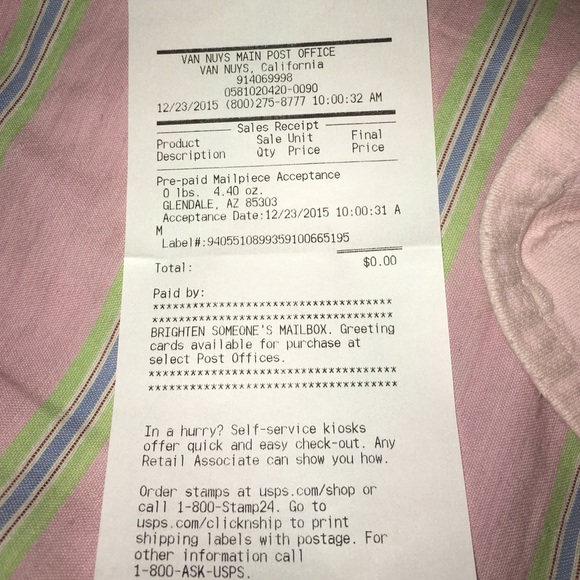 VAN NUYS MAIN POST OFFICE
VAN NUYS, California
914069998
0581020420-0090
12/23/2015 (800)275-8777 10:00:32 AM
Sales Receipt
Product Sale Unit Final
Description Qty Price Price
Pre-paid Mailpiece Acceptance
0 lbs. 4.40 oz.
GLENDALE, AZ 85303
Acceptance Date:12/23/2015 10:00:31 A
M
Label#:9405510899359100665195
Total: $0.00
Paid by:
****************************************
****************************************
BRIGHTEN SOMEONE'S MAILBOX. Greeting
cards available for purchase at
select Post Offices.
****************************************
****************************************
In a hurry? Self-service kiosks
offer quick and easy check-out. Any
Retail Associate can show you how.
Order stamps at usps.com/shop or
call 1-800-Stamp24. Go to
usps.com/clicknship to print
shipping labels with postage. For
other information call
1-800-ASK-USPS.